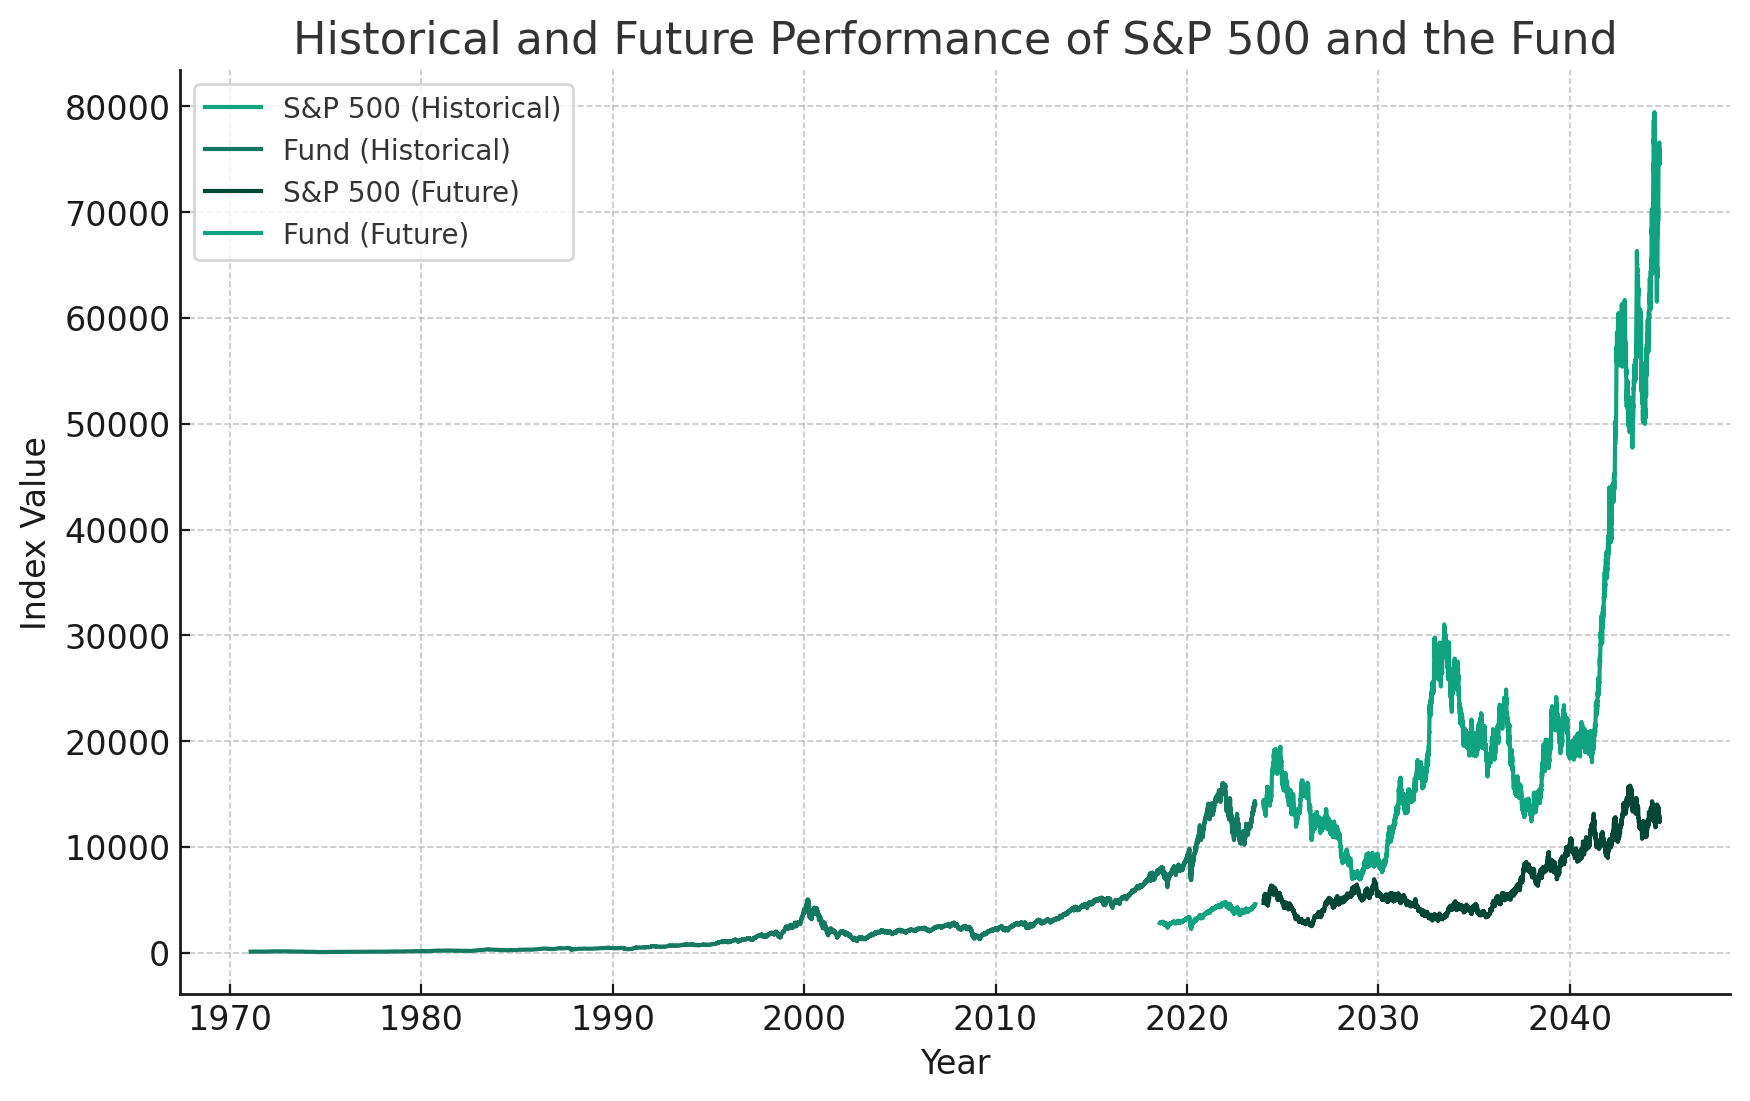 Historical and Future Performance of S&P 500 and the Fund
S&P 500 (Historical)
Fund (Historical)
S&P 500 (Future)
Fund (Future)
Index Value
80000
70000
60000
50000
40000
30000
20000
10000
0
1970 1980 1990 2000 2010 2020 2030 2040
Year